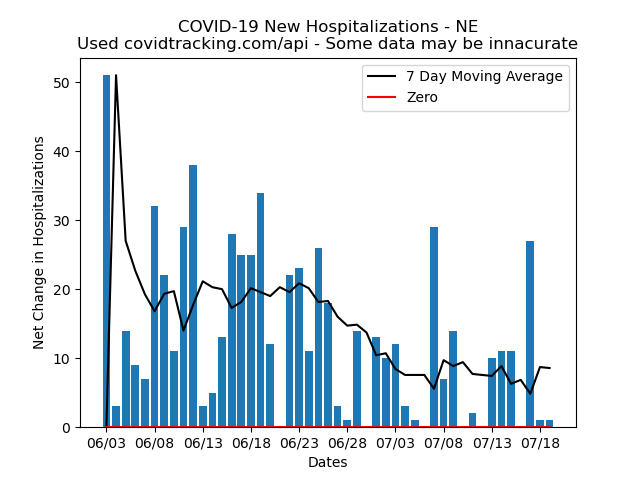 COVID-19 New Hospitalizations - NE
Used covidtracking.com/api - Some data may be innacurate
7 Day Moving Average
Zero
Net Change in Hospitalizations
50
40
30
20
10
0
06/03 06/08 06/13 06/18 06/23 06/28 07/03 07/08 07/13 07/18
Dates